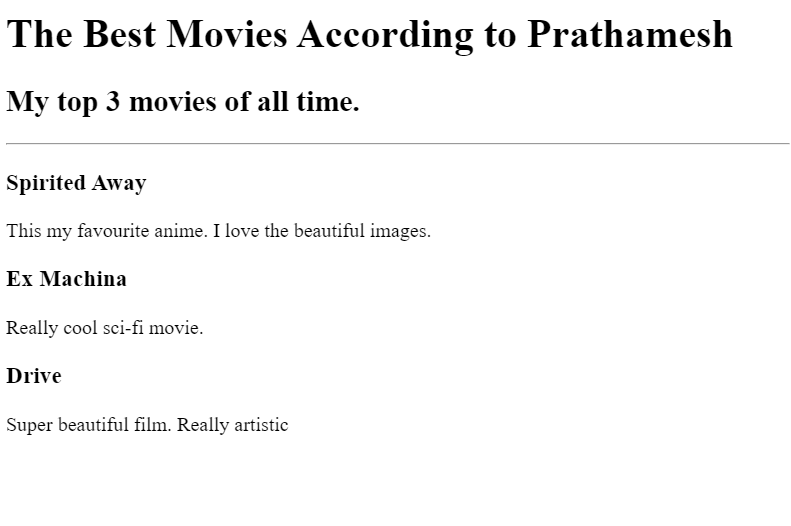 The Best Movies According to Prathamesh
My top 3 movies of all time.
Spirited Away
This my favourite anime. I love the beautiful images.
Ex Machina
Really cool sci-fi movie.
Drive
Super beautiful film. Really artistic